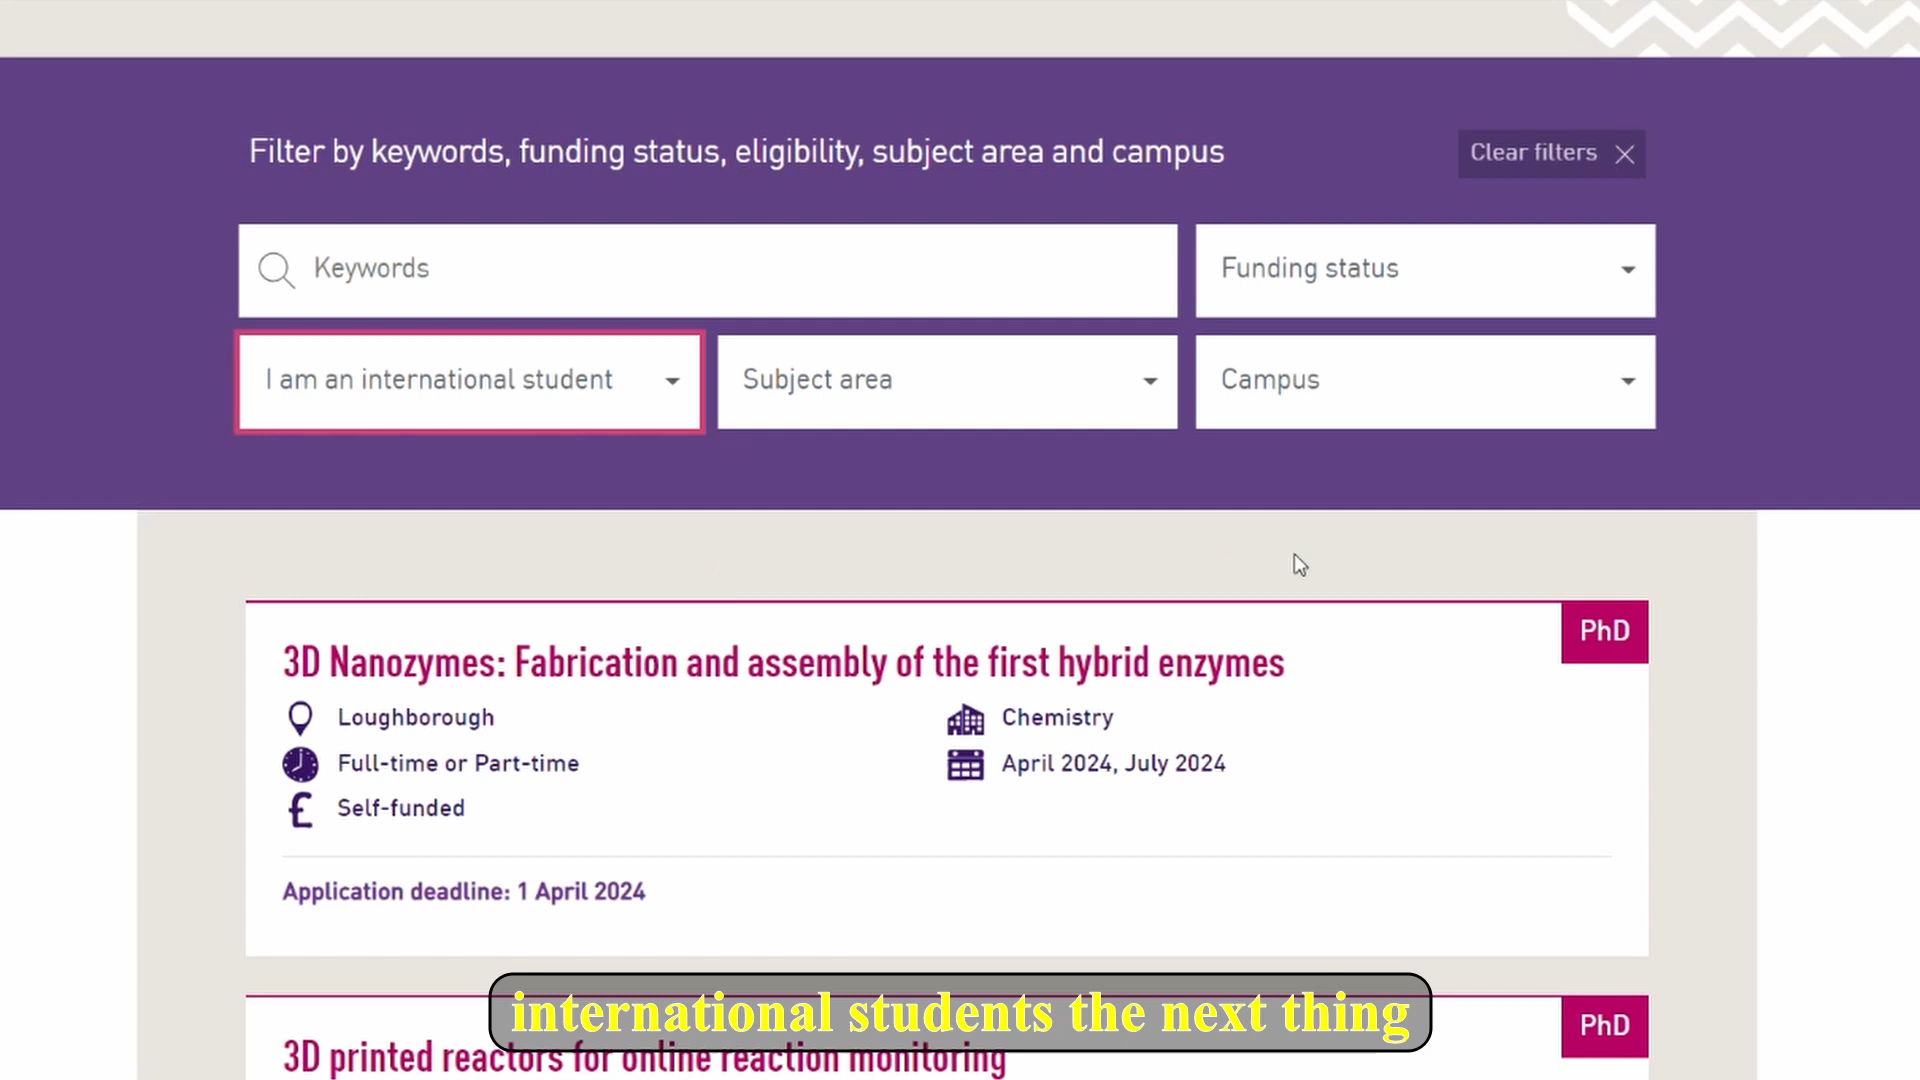 Filter by keywords, funding status, eligibility, subject area and campus
Clear filters
Keywords
Funding status
I am an international student
Subject area
Campus
PhD
3D Nanozymes: Fabrication and assembly of the first hybrid enzymes
Loughborough
Chemistry
Full-time or Part-time
April 2024, July 2024
Self-funded
Application deadline: 1 April 2024
international students the next thing
PhD
3D printed reactors for online reaction monitoring